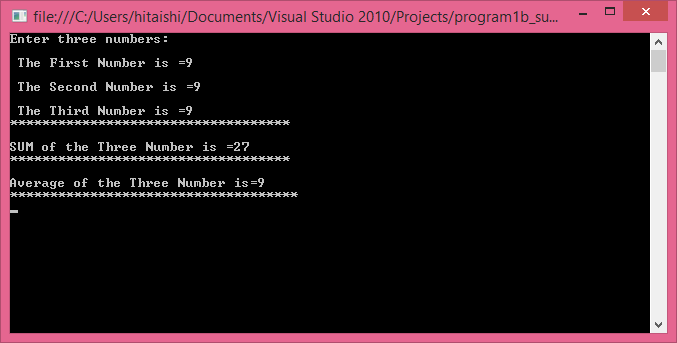 file:///C:/Users/hitaishi/Documents/Visual Studio 2010/Projects/program1b_su...
Enter three numbers:
The First Number is =9
The Second Number is =9
The Third Number is =9
***********************************
SUM of the Three Number is =27
***********************************
Average of the Three Number is=9
************************************